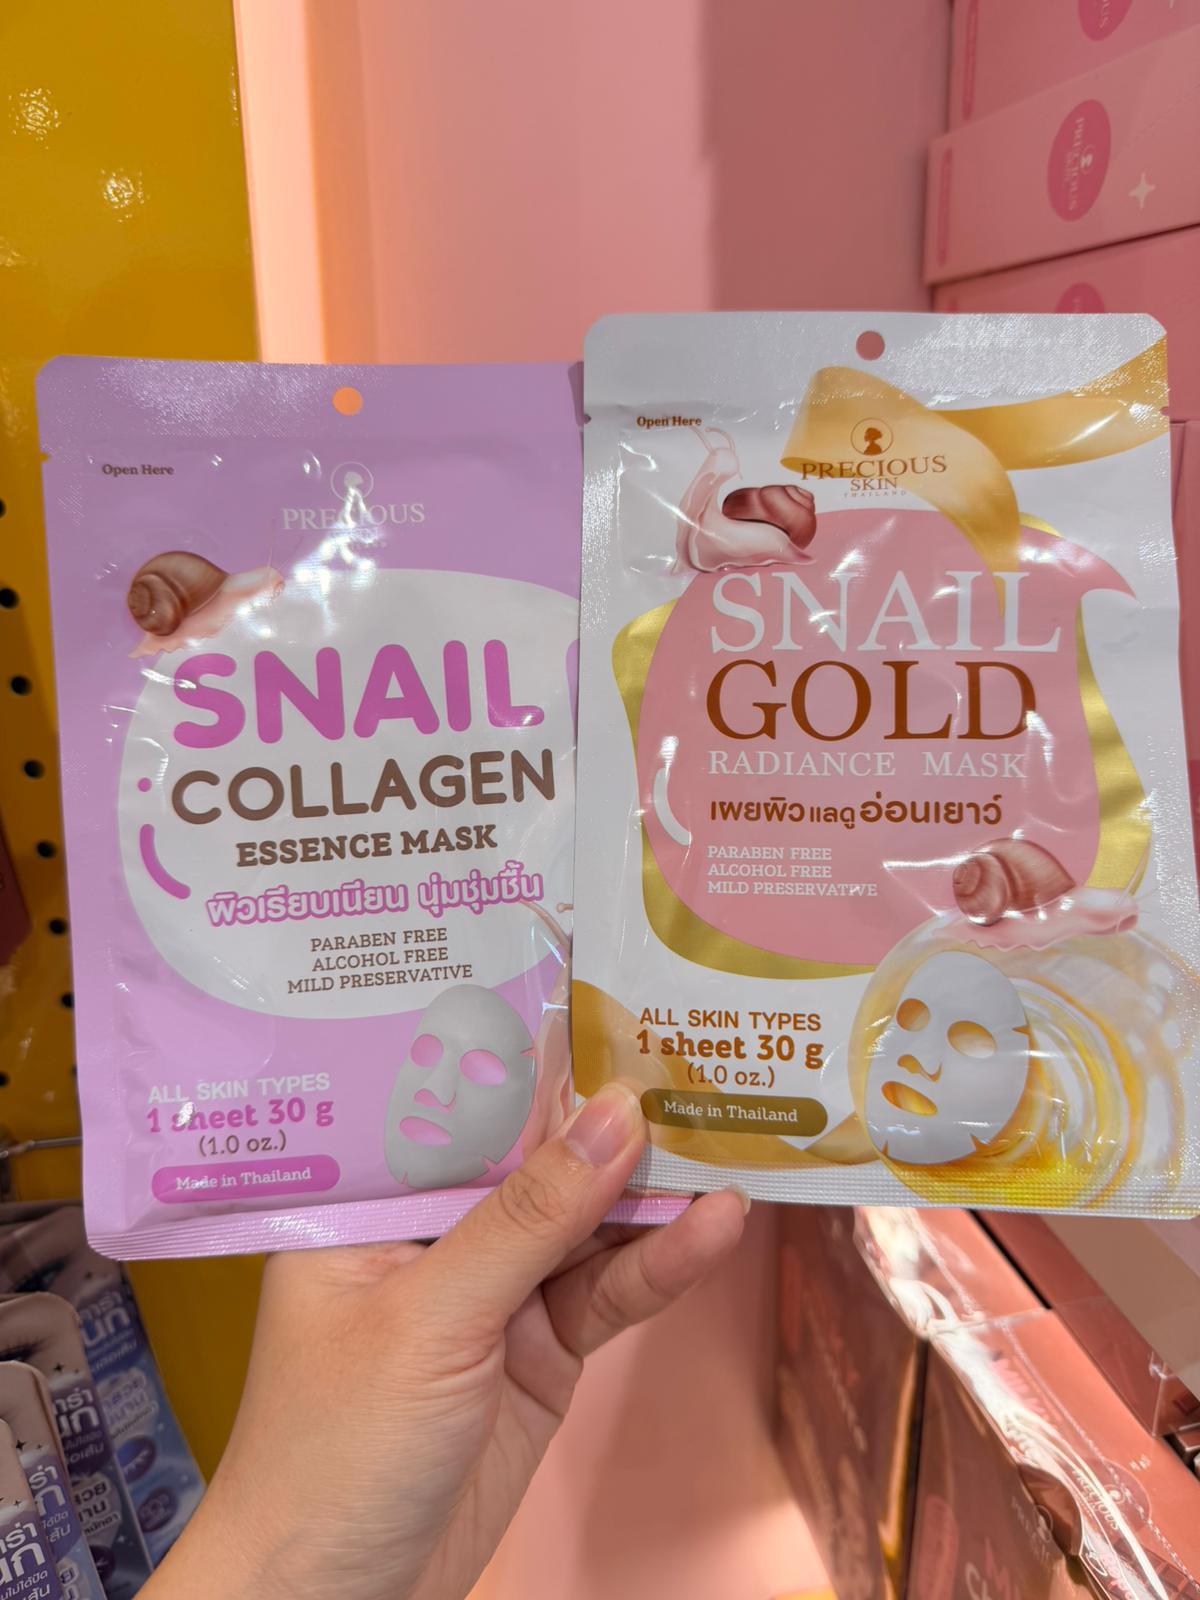 Open Here
PRECIOUS
SNAIL
COLLAGEN
ESSENCE MASK
ผิวเรียบเนียน นุ่มชุ่มชื้น
PARABEN FREE
ALCOHOL FREE
MILD PRESERVATIVE
ALL SKIN TYPES
1 sheet 30 g
(1.0 oz.)
Made in Thailand
Open Here
PRECIOUS
SKIN
THAILAND
SNAIL
GOLD
RADIANCE MASK
เผยผิวแลดูอ่อนเยาว์
PARABEN FREE
ALCOHOL FREE
MILD PRESERVATIVE
ALL SKIN TYPES
1 sheet 30 g
(1.0 oz.)
Made in Thailand
PRECIOUS
SKIN
PRECIOUS